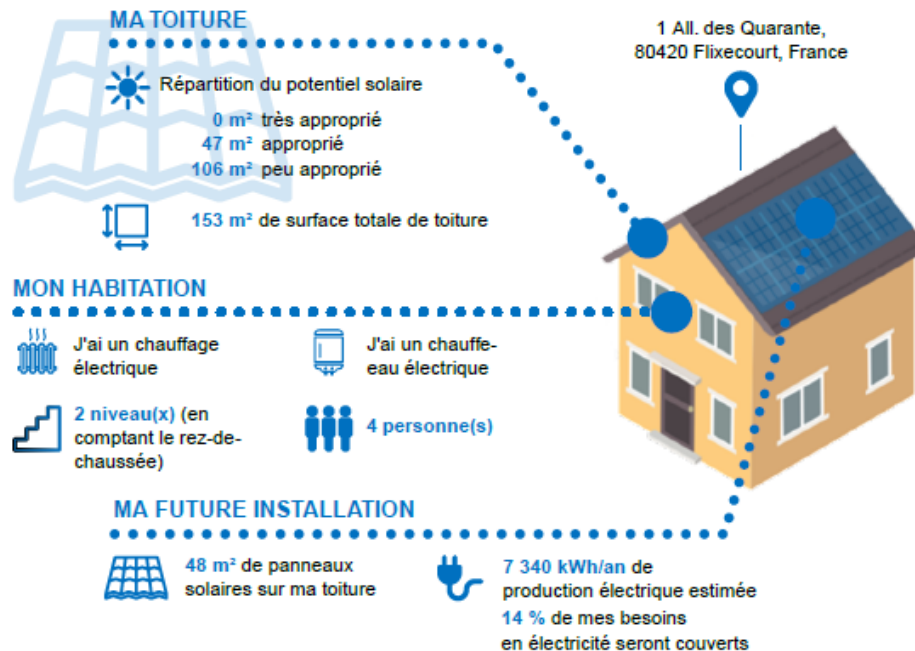 MA TOITURE
1 All. des Quarante,
80420 Flixecourt, France
Répartition du potentiel solaire
0 m² très approprié
47 m² approprié
106 m² peu approprié
153 m² de surface totale de toiture
MON HABITATION
J'ai un chauffage
électrique
J'ai un chauffe-
eau électrique
2 niveau(x) (en
comptant le rez-de-
chaussée)
4 personne(s)
MA FUTURE INSTALLATION
48 m² de panneaux
solaires sur ma toiture
7 340 kWh/an de
production électrique estimée
14 % de mes besoins
en électricité seront couverts